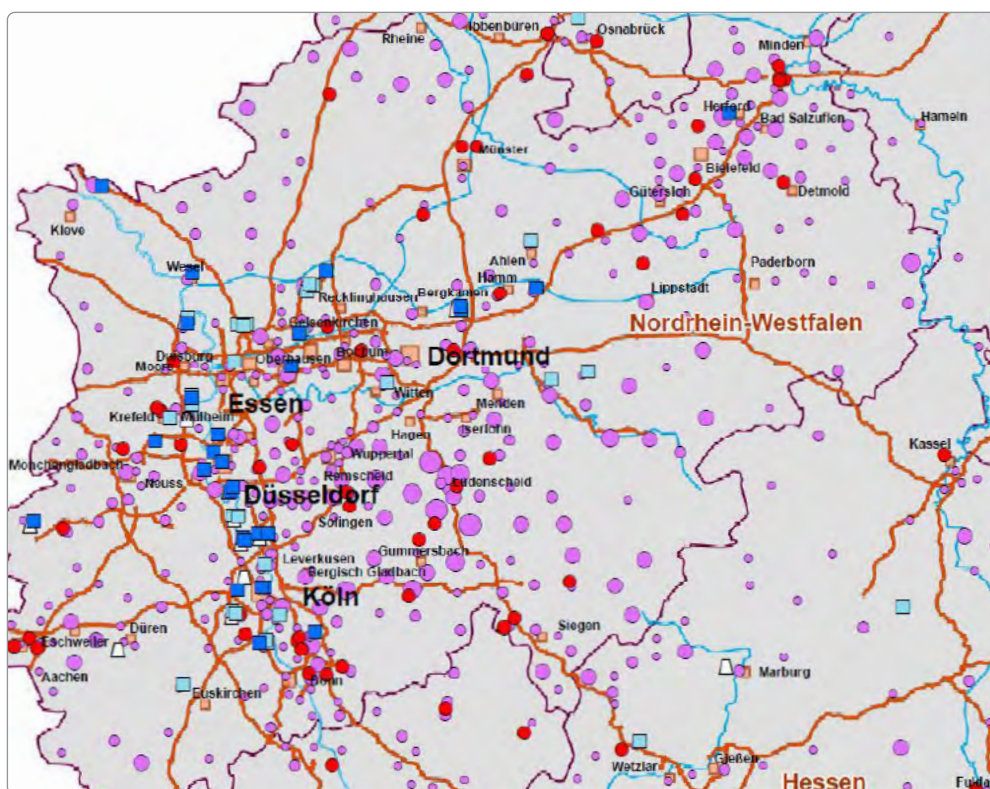 Ibbenbüren
Osnabrück
Rheine
Minden
Herford
Bad Salzuflen
Hameln
Münster
Bielefeld
Gütersloh
Detmold
Kleve
Ahlen
Wesel
Hamm
Paderborn
Recklinghausen
Bergkamen
Lippstadt
Gelsenkirchen
Nordrhein-Westfalen
Duisburg
Oberhausen
Dortmund
Witten
Essen
Menden
Krefeld
Mülheim
Hagen
Iserlohn
Kassel
Mönchengladbach
Wuppertal
Neuss
Remscheid
Lüdenscheid
Düsseldorf
Solingen
Leverkusen
Gummersbach
Bergisch Gladbach
Köln
Düren
Siegen
Eschweiler
Aachen
Marburg
Bonn
Euskirchen
Wetzlar
Gießen
Hessen
Fulda